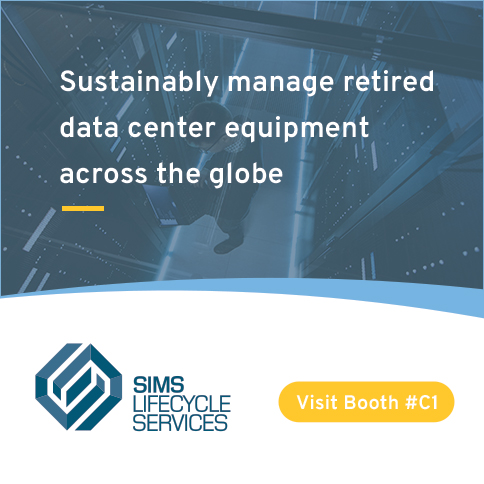 Sustainably manage retired
data center equipment
across the globe
SIMS
LIFECYCLE
SERVICES
Visit Booth #C1